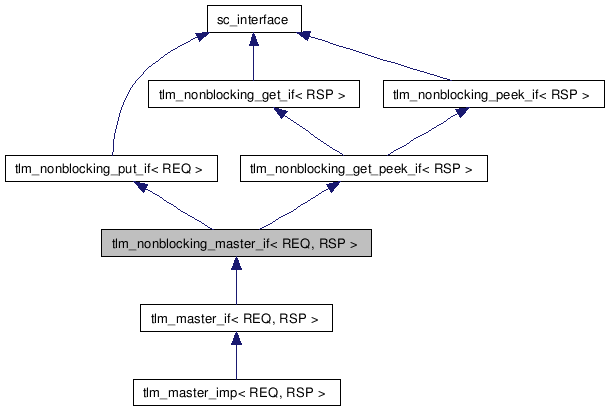 sc_interface
tlm_nonblocking_get_if< RSP >
tlm_nonblocking_peek_if< RSP >
tlm_nonblocking_put_if< REQ >
tlm_nonblocking_get_peek_if< RSP >
tlm_nonblocking_master_if< REQ, RSP >
tlm_master_if< REQ, RSP >
tlm_master_imp< REQ, RSP >